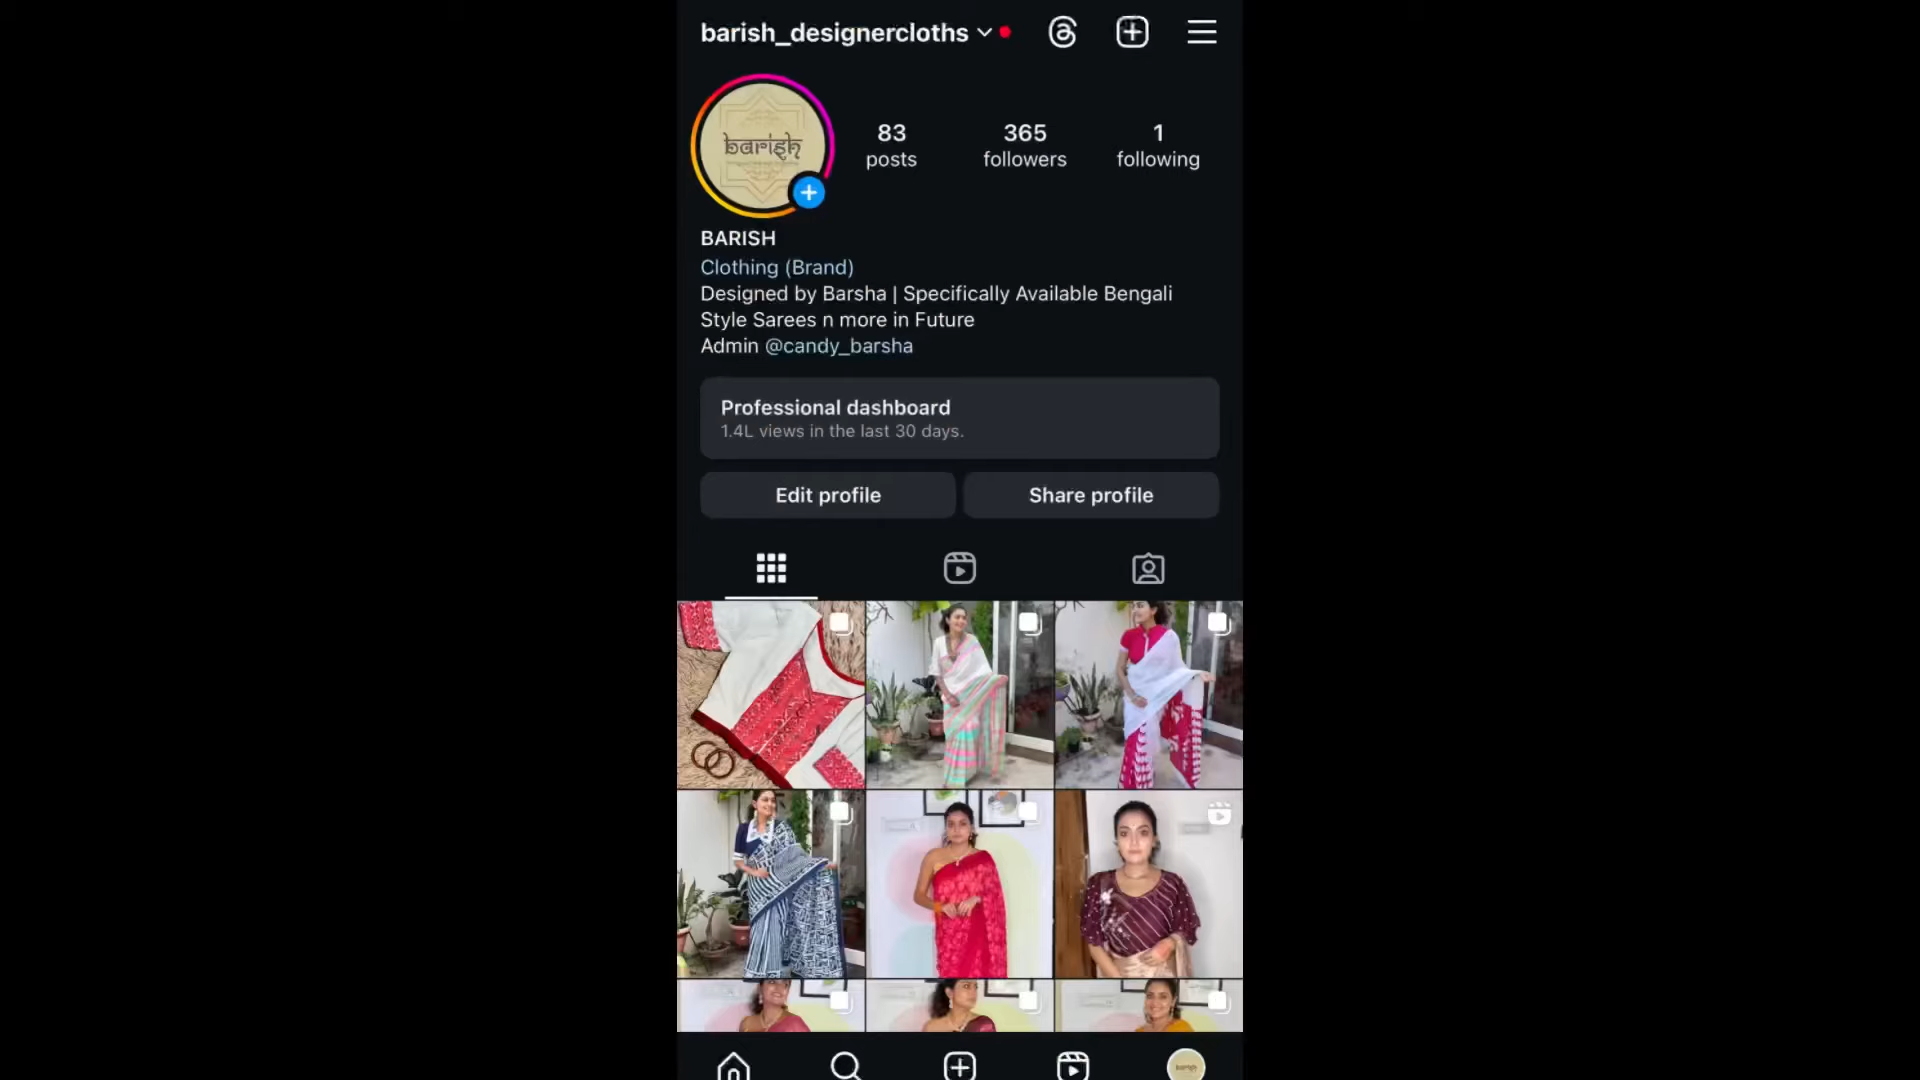 barish_designercloths
barish
83 posts
365 followers
1 following
BARISH
Clothing (Brand)
Designed by Barsha | Specifically Available Bengali
Style Sarees n more in Future
Admin @candy_barsha
Professional dashboard
1.4L views in the last 30 days.
Edit profile
Share profile